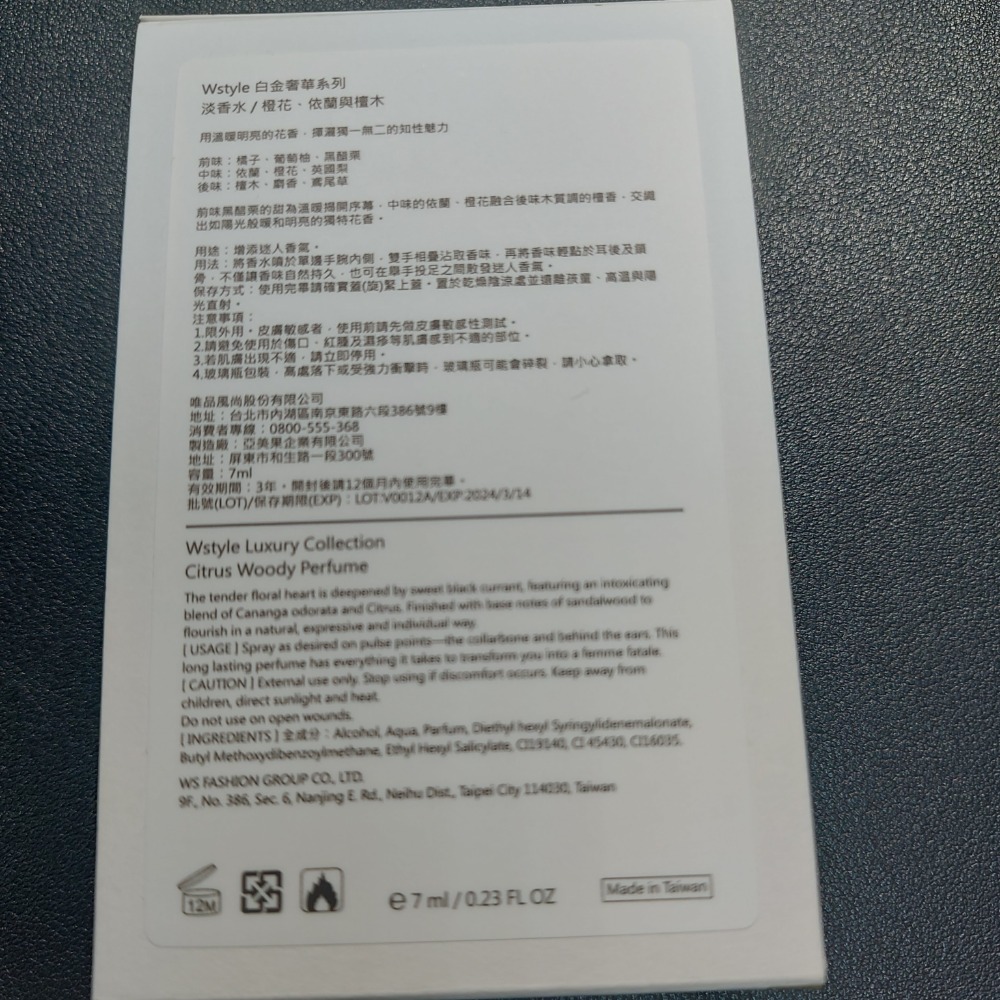 Wstyle 白金奢華系列
淡香水 / 橙花、依蘭與檀木
用溫暖明亮的花香，揮灑獨一無二的知性魅力
前味：橘子、葡萄柚、黑醋栗
中味：依蘭、橙花、英國梨
後味：檀木、麝香、鳶尾草
前味黑醋栗的甜為溫暖揭開序幕，中味的依蘭、橙花融合後味木質調的檀香、交織
出如陽光般暖和明亮的獨特花香。
用途：增添迷人香氣。
用法：將香水噴於單邊手腕內側，雙手相疊沾取香味，再將香味輕點於耳後及鎖
骨，不僅讓香味自然持久，也可在舉手投足之間散發迷人香氣。
保存方式：使用完畢請確實蓋(旋)緊上蓋。置於乾燥陰涼處並遠離孩童、高溫與陽
光直射。
注意事項：
1.限外用。皮膚敏感者，使用前請先做皮膚敏感性測試。
2.請避免使用於傷口、紅腫及濕疹等肌膚感到不適的部位。
3.若肌膚出現不適，請立即停用。
4.玻璃瓶包裝，高處落下或受強力衝擊時，玻璃瓶可能會碎裂，請小心拿取。
唯品風尚股份有限公司
地址：台北市內湖區南京東路六段386號9樓
消費者專線：0800-555-368
製造廠：亞美果企業有限公司
地址：屏東市和生路一段300號
容量：7ml
有效期間：3年，開封後請12個月內使用完畢。
批號(LOT)/保存期限(EXP)：LOT:V0012A/EXP:2024/3/14
Wstyle Luxury Collection
Citrus Woody Perfume
The tender floral heart is deepened by sweet black currant, featuring an intoxicating
blend of Cananga odorata and Citrus. Finished with base notes of sandalwood to
flourish in a natural, expressive and individual way.
[ USAGE ] Spray as desired on pulse points—the collarbone and behind the ears. This
long lasting perfume has everything it takes to transform you into a femme fatale.
[ CAUTION ] External use only. Stop using if discomfort occurs. Keep away from
children, direct sunlight and heat.
Do not use on open wounds.
[ INGREDIENTS ] 全成分：Alcohol, Aqua, Parfum, Diethyl hexyl Syringylidenemalonate,
Butyl Methoxydibenzoylmethane, Ethyl Hexyl Salicylate, CI19140, CI 45430, CI16035.
WS FASHION GROUP CO., LTD.
9F., No. 386, Sec. 6, Nanjing E. Rd., Neihu Dist., Taipei City 114030, Taiwan
12M
e 7 ml / 0.23 FL OZ
Made in Taiwan